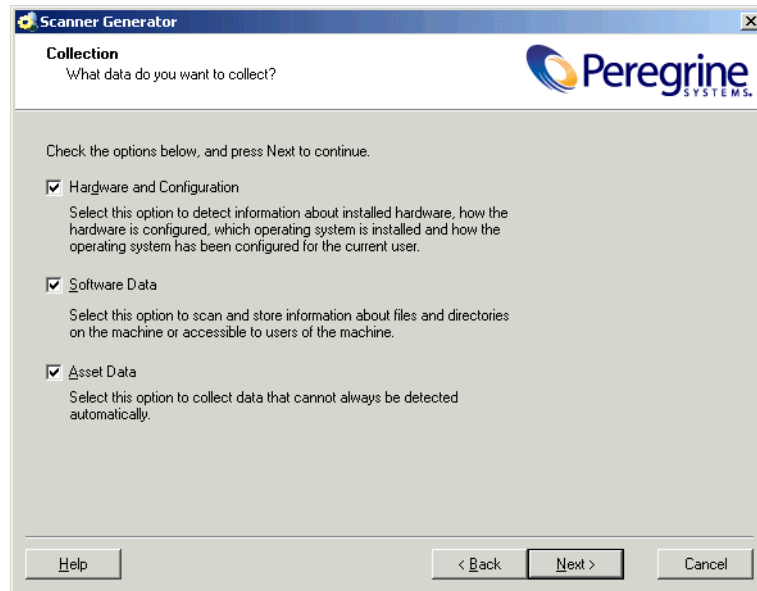 Scanner Generator
Collection
What data do you want to collect?
Peregrine
SYSTEMS.
Check the options below, and press Next to continue.
Hardware and Configuration
Select this option to detect information about installed hardware, how the
hardware is configured, which operating system is installed and how the
operating system has been configured for the current user.
Software Data
Select this option to scan and store information about files and directories
on the machine or accessible to users of the machine.
Asset Data
Select this option to collect data that cannot always be detected
automatically.
Help
< Back
Next >
Cancel